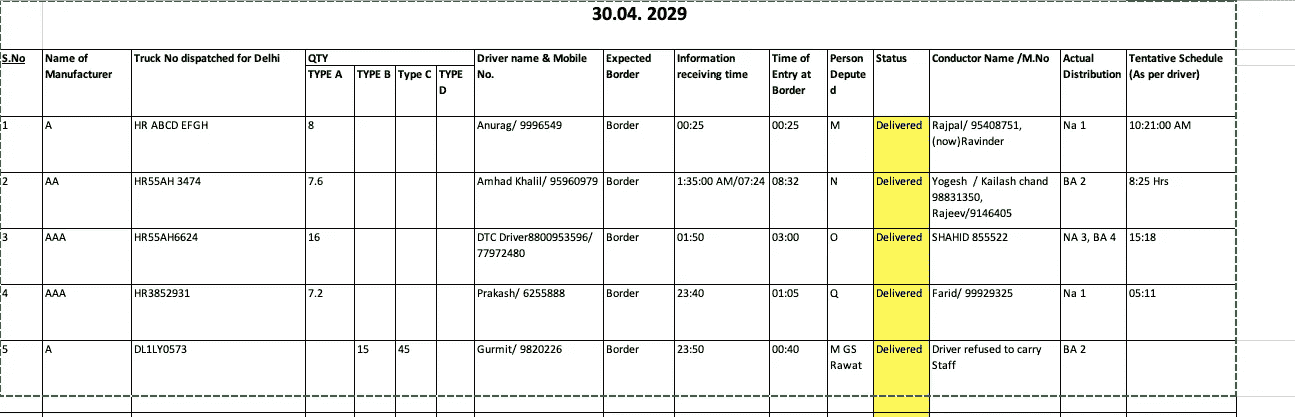 30.04. 2029
S.No Name of Manufacturer Truck No dispatched for Delhi QTY Driver name & Mobile No. Expected Border Information receiving time Time of Entry at Border Person Depute d Status Conductor Name /M.No Actual Distribution Tentative Schedule (As per driver)
TYPE A TYPE B Type C TYPE D
1 A HR ABCD EFGH 8 Anurag/ 9996549 Border 00:25 00:25 M Delivered Rajpal/ 95408751, (now)Ravinder Na 1 10:21:00 AM
2 AA HR55AH 3474 7.6 Amhad Khalil/ 95960979 Border 1:35:00 AM/07:24 08:32 N Delivered Yogesh / Kailash chand 98831350, Rajeev/9146405 BA 2 8:25 Hrs
3 AAA HR55AH6624 16 DTC Driver8800953596/ 77972480 Border 01:50 03:00 O Delivered SHAHID 855522 NA 3, BA 4 15:18
4 AAA HR3852931 7.2 Prakash/ 6255888 Border 23:40 01:05 Q Delivered Farid/ 99929325 Na 1 05:11
5 A DL1LY0573 15 45 Gurmit/ 9820226 Border 23:50 00:40 M GS Rawat Delivered Driver refused to carry Staff BA 2